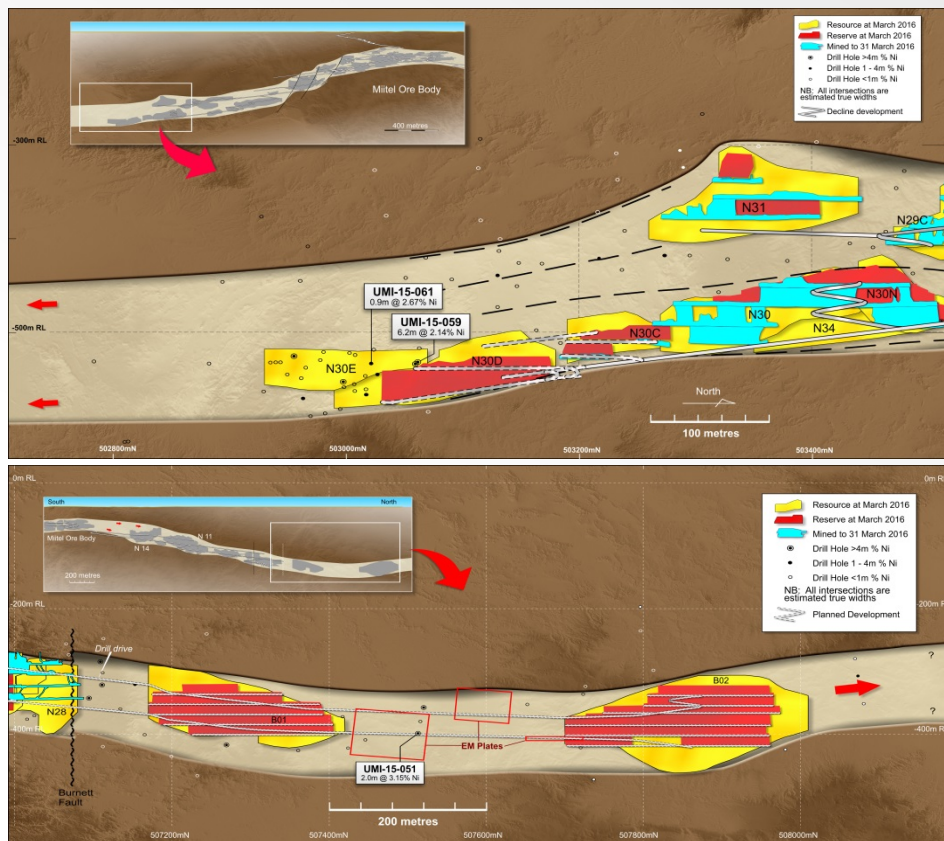 Miitel Ore Body
400 metres
Resource at March 2016
Reserve at March 2016
Mined to 31 March 2016
Drill Hole >4m % Ni
Drill Hole 1 - 4m % Ni
Drill Hole <1m % Ni
NB: All intersections are
estimated true widths
Decline development
-300m RL
N31
N29C
UMI-15-061
0.9m @ 2.67% Ni
UMI-15-059
6.2m @ 2.14% Ni
-500m RL
N30N
N30
N34
N30C
N30D
N30E
North
100 metres
502800mN
503000mN
503200mN
503400mN
0m RL
0m RL
South
North
Miitel Ore Body
N 11
N 14
200 metres
Resource at March 2016
Reserve at March 2016
Mined to 31 March 2016
Drill Hole >4m % Ni
Drill Hole 1 - 4m % Ni
Drill Hole <1m % Ni
NB: All intersections are
estimated true widths
Planned Development
-200m RL
-200m RL
Drill drive
?
B02
N28
B01
?
-400m RL
-400m RL
EM Plates
UMI-15-051
2.0m @ 3.15% Ni
Burnett
Fault
200 metres
507200mN
507400mN
507600mN
507800mN
508000mN